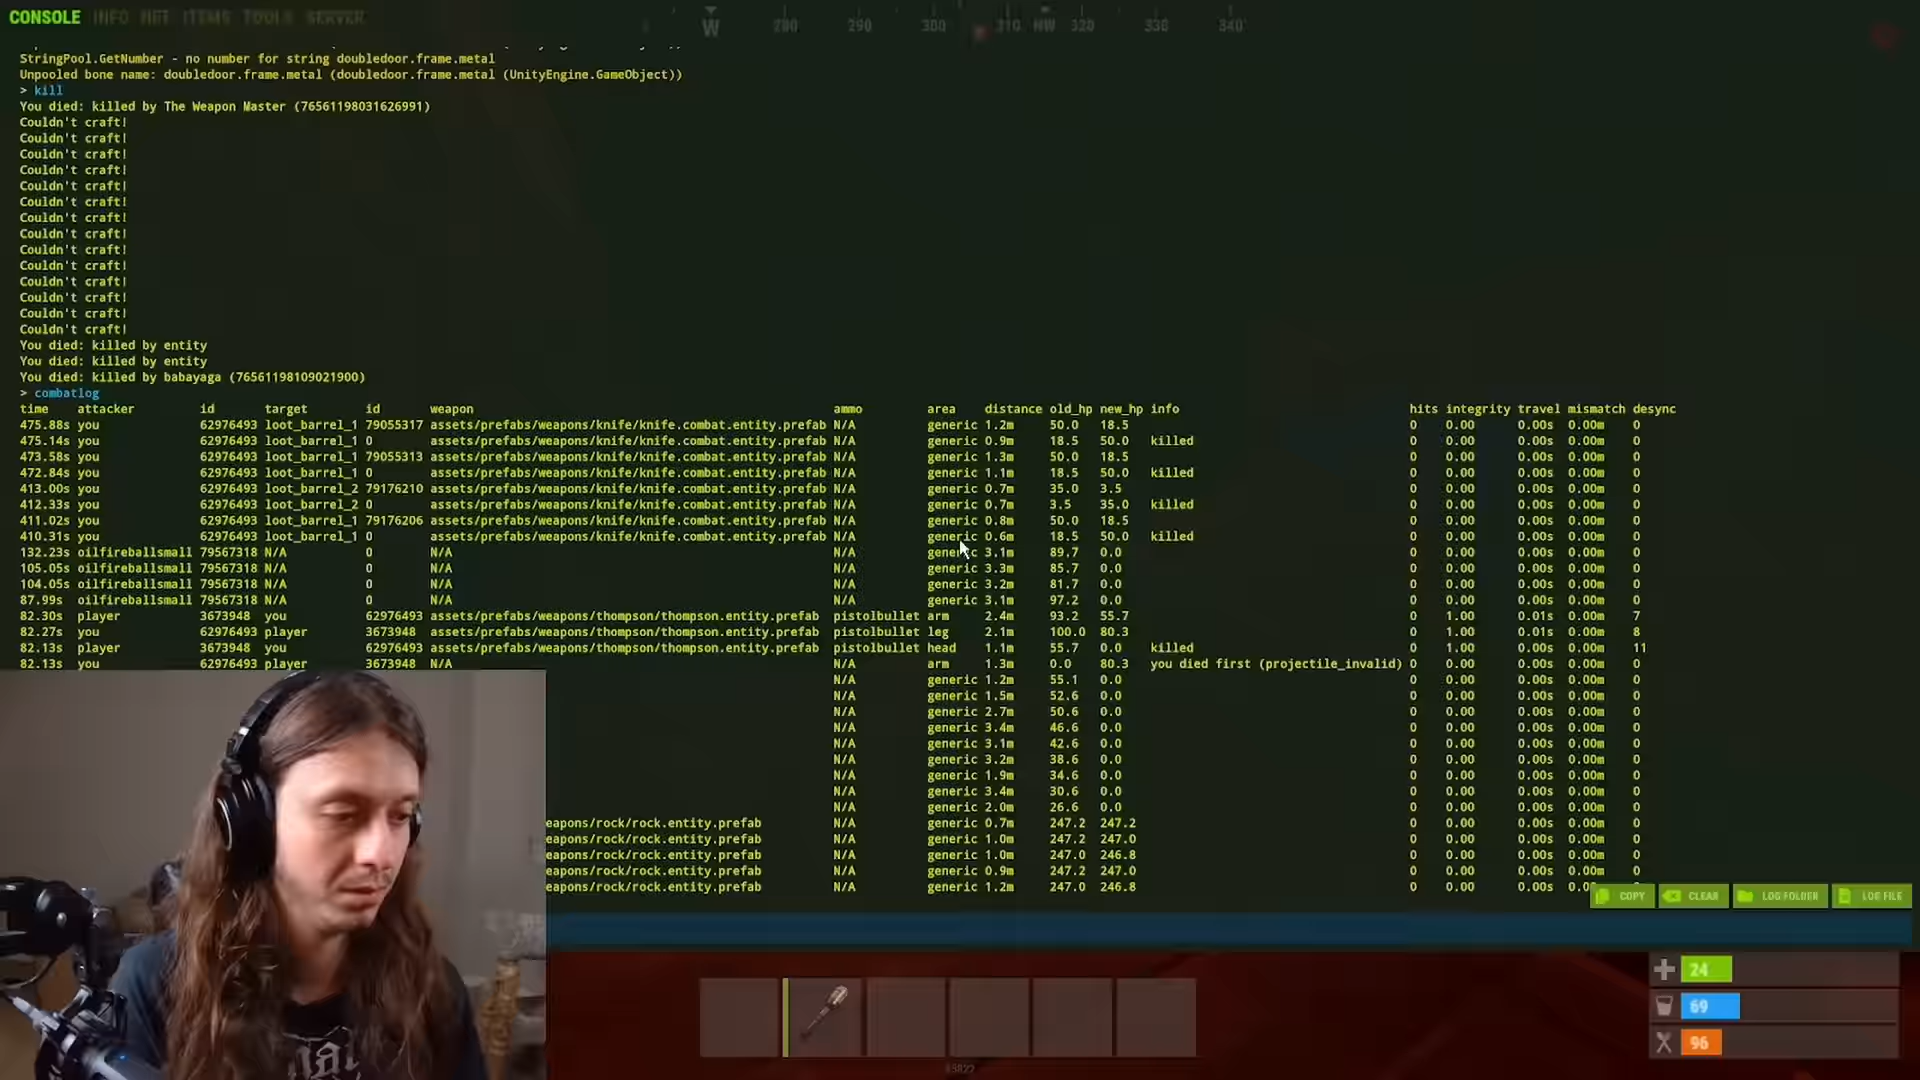 CONSOLE INFO NET ITEMS TOOLS SERVER
W 280 290 300 310 NW 320 330 340
StringPool.GetNumber - no number for string doubledoor.frame.metal
Unpooled bone name: doubledoor.frame.metal (doubledoor.frame.metal (UnityEngine.GameObject))
> kill
You died: killed by The Weapon Master (76561198031626991)
Couldn't craft!
Couldn't craft!
Couldn't craft!
Couldn't craft!
Couldn't craft!
Couldn't craft!
Couldn't craft!
Couldn't craft!
Couldn't craft!
Couldn't craft!
Couldn't craft!
Couldn't craft!
Couldn't craft!
Couldn't craft!
You died: killed by entity
You died: killed by entity
You died: killed by babayaga (76561198109021900)
> combatlog
time attacker id target id weapon ammo area distance old_hp new_hp info hits integrity travel mismatch desync
475.88s you 62976493 loot_barrel_1 79055317 assets/prefabs/weapons/knife/knife.combat.entity.prefab N/A generic 1.2m 50.0 18.5 0 0.00 0.00s 0.00m 0
475.14s you 62976493 loot_barrel_1 0 assets/prefabs/weapons/knife/knife.combat.entity.prefab N/A generic 0.9m 18.5 50.0 killed 0 0.00 0.00s 0.00m 0
473.58s you 62976493 loot_barrel_1 79055313 assets/prefabs/weapons/knife/knife.combat.entity.prefab N/A generic 1.3m 50.0 18.5 0 0.00 0.00s 0.00m 0
472.84s you 62976493 loot_barrel_1 0 assets/prefabs/weapons/knife/knife.combat.entity.prefab N/A generic 1.1m 18.5 50.0 killed 0 0.00 0.00s 0.00m 0
413.00s you 62976493 loot_barrel_2 79176210 assets/prefabs/weapons/knife/knife.combat.entity.prefab N/A generic 0.7m 35.0 3.5 0 0.00 0.00s 0.00m 0
412.33s you 62976493 loot_barrel_2 0 assets/prefabs/weapons/knife/knife.combat.entity.prefab N/A generic 0.7m 3.5 35.0 killed 0 0.00 0.00s 0.00m 0
411.02s you 62976493 loot_barrel_1 79176206 assets/prefabs/weapons/knife/knife.combat.entity.prefab N/A generic 0.8m 50.0 18.5 0 0.00 0.00s 0.00m 0
410.31s you 62976493 loot_barrel_1 0 assets/prefabs/weapons/knife/knife.combat.entity.prefab N/A generic 0.6m 18.5 50.0 killed 0 0.00 0.00s 0.00m 0
132.23s oilfireballsmall 79567318 N/A 0 N/A N/A generic 3.1m 89.7 0.0 0 0.00 0.00s 0.00m 0
105.05s oilfireballsmall 79567318 N/A 0 N/A N/A generic 3.3m 85.7 0.0 0 0.00 0.00s 0.00m 0
104.05s oilfireballsmall 79567318 N/A 0 N/A N/A generic 3.2m 81.7 0.0 0 0.00 0.00s 0.00m 0
87.99s oilfireballsmall 79567318 N/A 0 N/A N/A generic 3.1m 97.2 0.0 0 0.00 0.00s 0.00m 0
82.30s player 3673948 you 62976493 assets/prefabs/weapons/thompson/thompson.entity.prefab pistolbullet arm 2.4m 93.2 55.7 0 1.00 0.01s 0.00m 7
82.27s you 62976493 player 3673948 assets/prefabs/weapons/thompson/thompson.entity.prefab pistolbullet leg 2.1m 100.0 80.3 0 1.00 0.01s 0.00m 8
82.13s player 3673948 you 62976493 assets/prefabs/weapons/thompson/thompson.entity.prefab pistolbullet head 1.1m 55.7 0.0 killed 0 1.00 0.00s 0.00m 11
82.13s you 62976493 player 3673948 N/A N/A arm 1.3m 0.0 80.3 you died first (projectile_invalid) 0 0.00 0.00s 0.00m 0
N/A generic 1.2m 55.1 0.0 0 0.00 0.00s 0.00m 0
N/A generic 1.5m 52.6 0.0 0 0.00 0.00s 0.00m 0
N/A generic 2.7m 50.6 0.0 0 0.00 0.00s 0.00m 0
N/A generic 3.4m 46.6 0.0 0 0.00 0.00s 0.00m 0
N/A generic 3.1m 42.6 0.0 0 0.00 0.00s 0.00m 0
N/A generic 3.2m 38.6 0.0 0 0.00 0.00s 0.00m 0
N/A generic 1.9m 34.6 0.0 0 0.00 0.00s 0.00m 0
N/A generic 3.4m 30.6 0.0 0 0.00 0.00s 0.00m 0
N/A generic 2.0m 26.6 0.0 0 0.00 0.00s 0.00m 0
eapons/rock/rock.entity.prefab N/A generic 0.7m 247.2 247.2 0 0.00 0.00s 0.00m 0
eapons/rock/rock.entity.prefab N/A generic 1.0m 247.2 247.0 0 0.00 0.00s 0.00m 0
eapons/rock/rock.entity.prefab N/A generic 1.0m 247.0 246.8 0 0.00 0.00s 0.00m 0
eapons/rock/rock.entity.prefab N/A generic 0.9m 247.2 247.0 0 0.00 0.00s 0.00m 0
eapons/rock/rock.entity.prefab N/A generic 1.2m 247.0 246.8 0 0.00 0.00s
COPY CLEAR LOG FOLDER LOG FILE
24
69
96